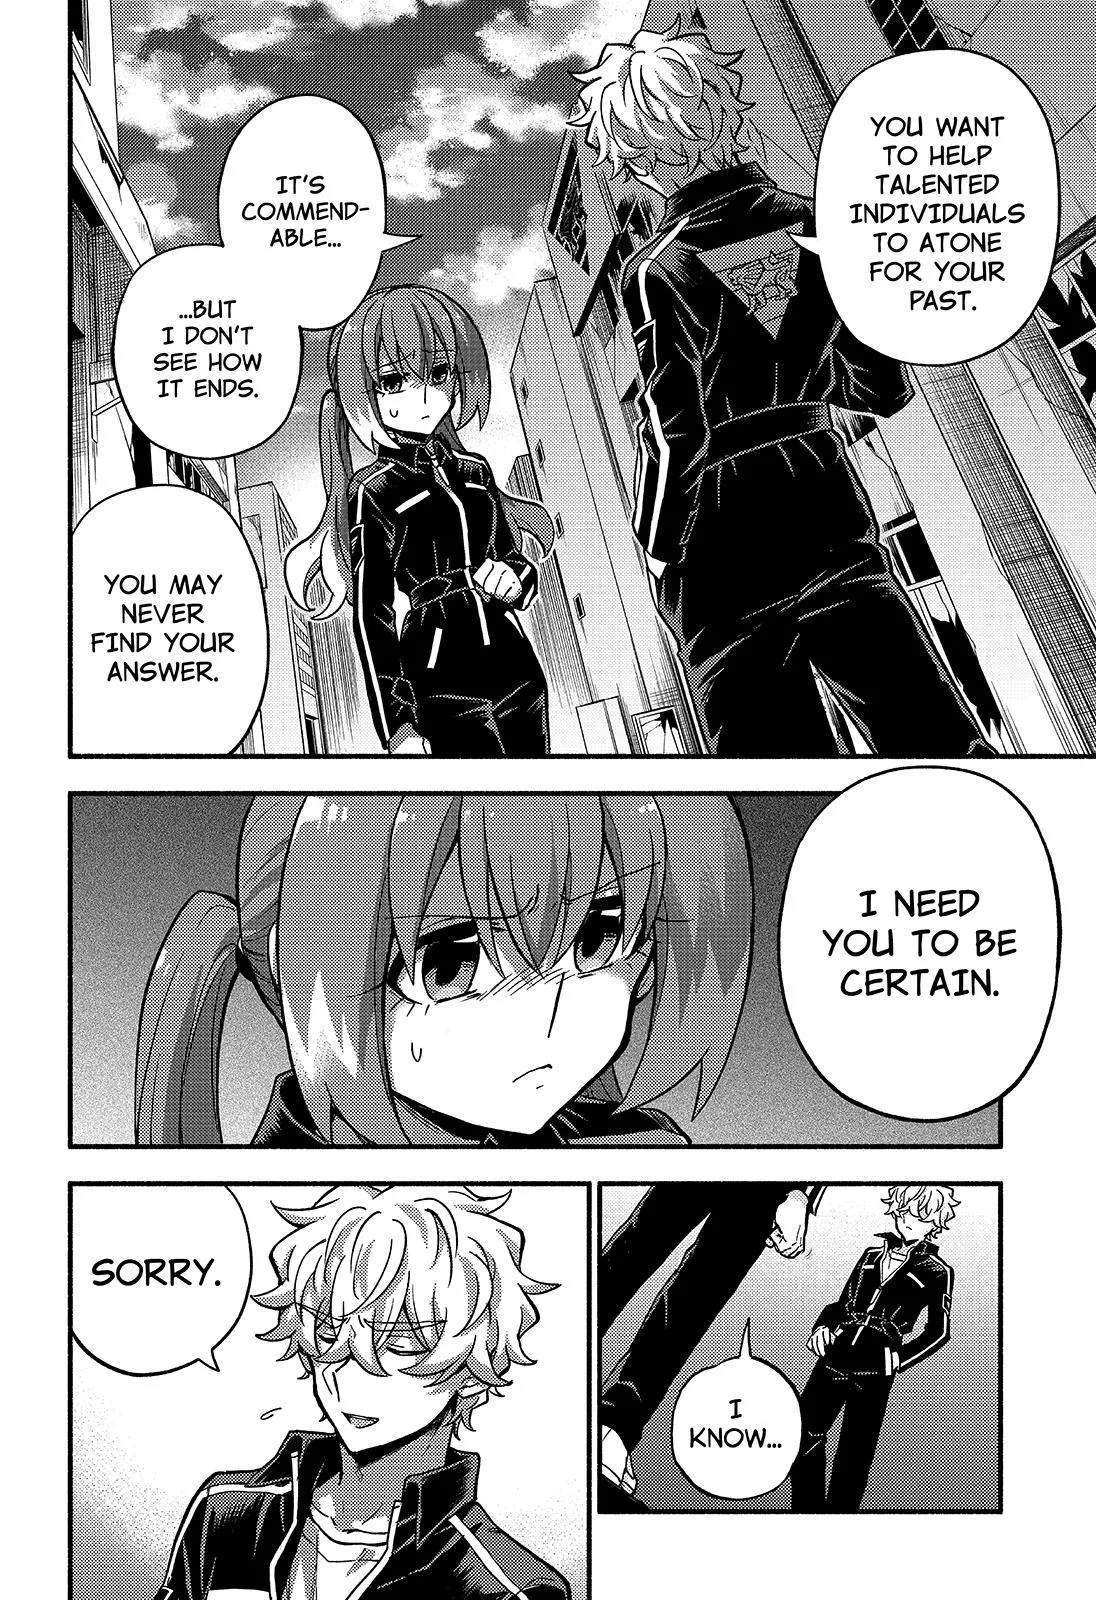 YOU WANT
TO HELP
TALENTED
INDIVIDUALS
TO ATONE
FOR YOUR
PAST.
IT'S
COMMEND-
ABLE...
...BUT
I DON'T
SEE HOW
IT ENDS.
YOU MAY
NEVER
FIND YOUR
ANSWER.
I NEED
YOU TO BE
CERTAIN.
I
KNOW...
SORRY.